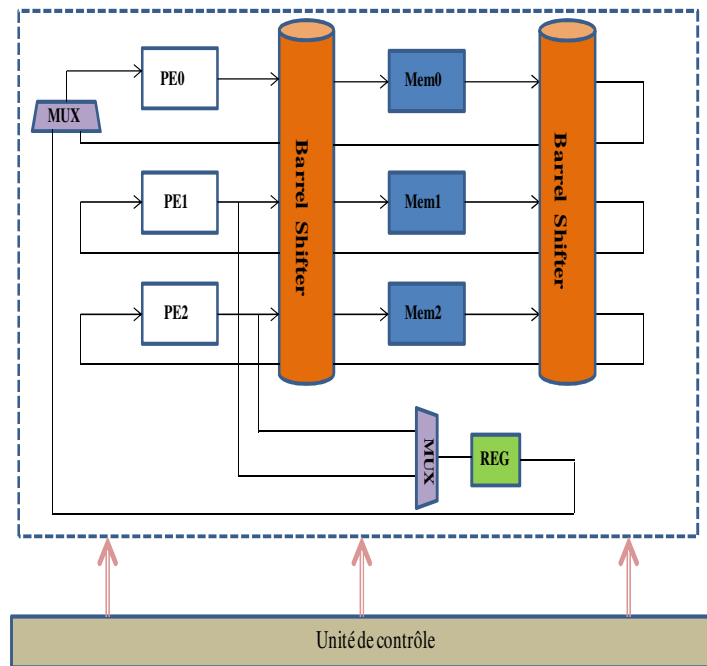 PE0
Mem0
MUX
Barrel Shifter
Barrel Shifter
PE1
Mem1
PE2
Mem2
MUX
REG
Unité de contrôle